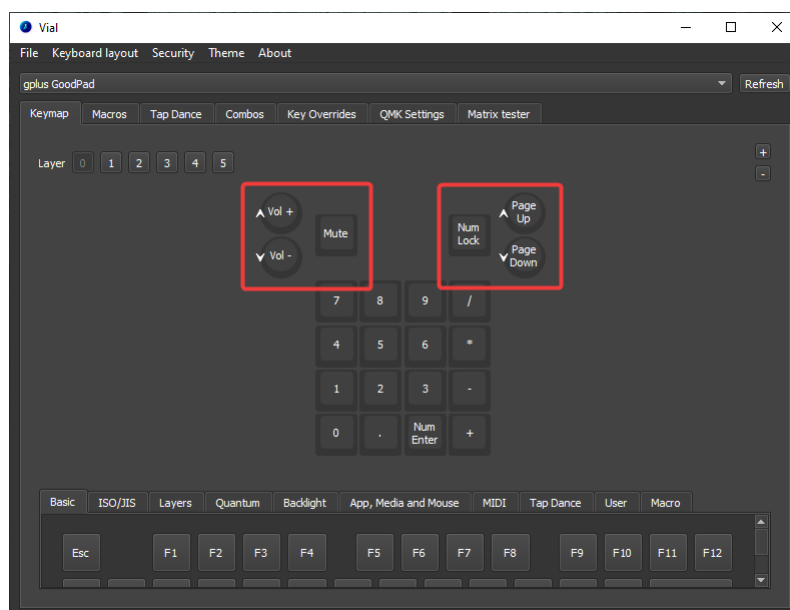 Vial
File Keyboard layout Security Theme About
gplus GoodPad
Refresh
Keymap Macros Tap Dance Combos Key Overrides QMK Settings Matrix tester
Layer 0 1 2 3 4 5
+
-
Vol +
Vol -
Mute
Num
Lock
Page
Up
Page
Down
7 8 9 /
4 5 6 *
1 2 3 -
0 . Num
Enter +
Basic ISO/JIS Layers Quantum Backlight App, Media and Mouse MIDI Tap Dance User Macro
Esc F1 F2 F3 F4 F5 F6 F7 F8 F9 F10 F11 F12